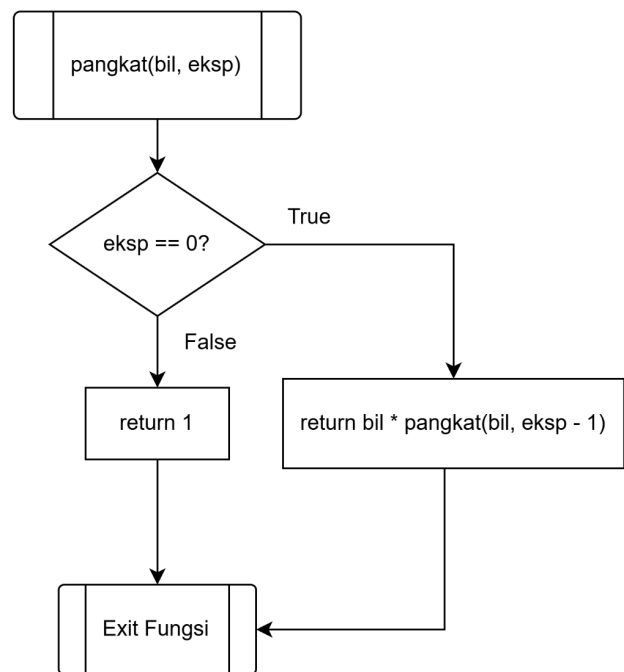 pangkat(bil, eksp)
eksp == 0?
True
False
return 1
return bil * pangkat(bil, eksp - 1)
Exit Fungsi